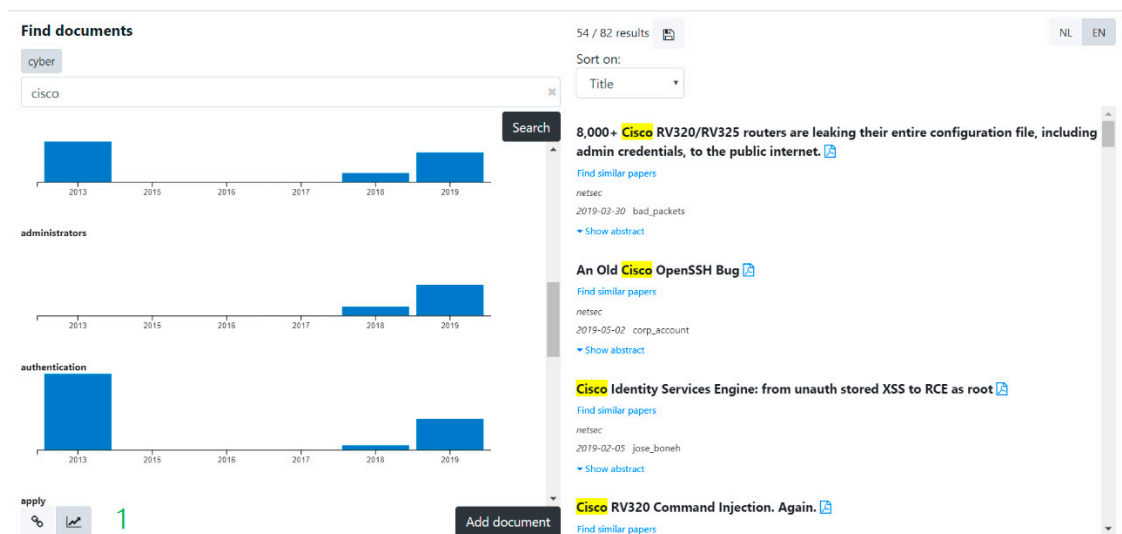 Find documents
cyber
cisco
Search
2013 2015 2016 2017 2018 2019
administrators
2013 2015 2016 2017 2018 2019
authentication
2013 2015 2016 2017 2018 2019
apply
1
Add document
54 / 82 results
NL EN
Sort on:
Title
8,000+ Cisco RV320/RV325 routers are leaking their entire configuration file, including
admin credentials, to the public internet.
Find similar papers
netsec
2019-03-30 bad_packets
Show abstract
An Old Cisco OpenSSH Bug
Find similar papers
netsec
2019-05-02 corp_account
Show abstract
Cisco Identity Services Engine: from unauth stored XSS to RCE as root
Find similar papers
netsec
2019-02-05 jose_boneh
Show abstract
Cisco RV320 Command Injection. Again.
Find similar papers